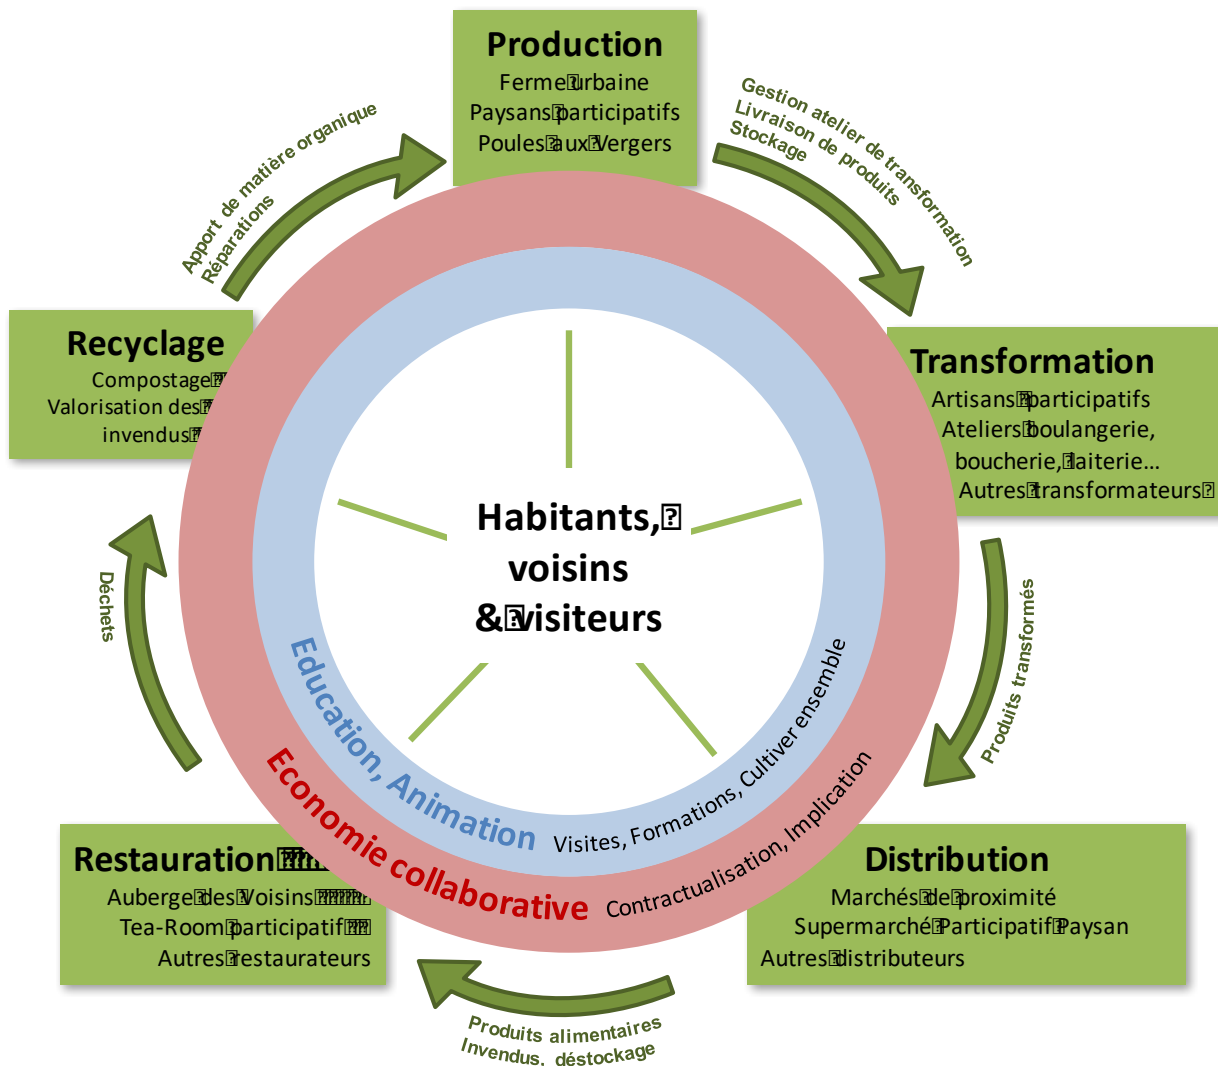 Production
Ferme urbaine
Paysans participatifs
Poules aux Vergers
Gestion atelier de transformation
Livraison de produits
Stockage
Apport de matière organique
Réparations
Recyclage
Compostage
Valorisation des
invendus
Transformation
Artisans participatifs
Ateliers boulangerie,
boucherie, laiterie...
Autres transformateurs
Habitants,
voisins
& visiteurs
Déchets
Produits transformés
Education, Animation
Visites, Formations, Cultiver ensemble
Economie collaborative
Contractualisation, Implication
Restauration
Auberge des Voisins
Tea-Room participatif
Autres restaurateurs
Distribution
Marchés de proximité
Supermarché Participatif Paysan
Autres distributeurs
Produits alimentaires
Invendus, déstockage